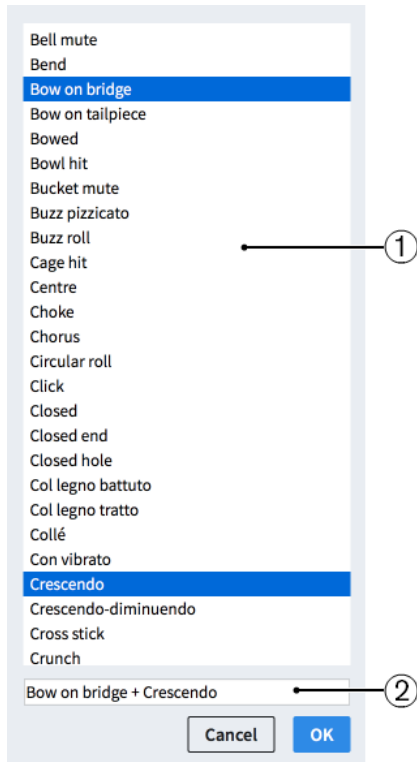 Bell mute
Bend
Bow on bridge
Bow on tailpiece
Bowed
Bowl hit
Bucket mute
Buzz pizzicato
Buzz roll
1
Cage hit
Centre
Choke
Chorus
Circular roll
Click
Closed
Closed end
Closed hole
Col legno battuto
Col legno tratto
Collé
Con vibrato
Crescendo
Crescendo-diminuendo
Cross stick
Crunch
Bow on bridge + Crescendo
2
Cancel OK